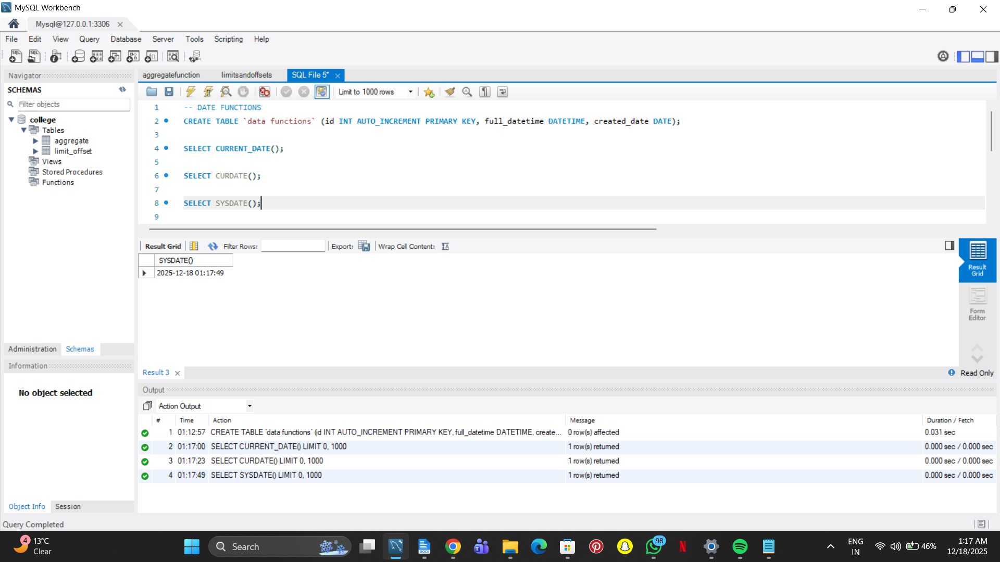 MySQL Workbench
Mysql@127.0.0.1:3306
File Edit View Query Database Server Tools Scripting Help
Navigator
SCHEMAS
Filter objects
college
Tables
aggregate
limit_offset
Views
Stored Procedures
Functions
Administration Schemas
Information
No object selected
Object Info Session
aggregatefunction limitsandoffsets SQL File 5*
Limit to 1000 rows
1 -- DATE FUNCTIONS
2 CREATE TABLE `data functions` (id INT AUTO_INCREMENT PRIMARY KEY, full_datetime DATETIME, created_date DATE);
3
4 SELECT CURRENT_DATE();
5
6 SELECT CURDATE();
7
8 SELECT SYSDATE();
9
Result Grid Filter Rows: Export: Wrap Cell Content:
SYSDATE()
2025-12-18 01:17:49
Result Grid
Form Editor
Result 3
Read Only
Output
Action Output
# Time Action Message Duration / Fetch
1 01:12:57 CREATE TABLE `data functions` (id INT AUTO_INCREMENT PRIMARY KEY, full_datetime DATETIME, create... 0 row(s) affected 0.031 sec
2 01:17:00 SELECT CURRENT_DATE() LIMIT 0, 1000 1 row(s) returned 0.000 sec / 0.000 sec
3 01:17:23 SELECT CURDATE() LIMIT 0, 1000 1 row(s) returned 0.000 sec / 0.000 sec
4 01:17:49 SELECT SYSDATE() LIMIT 0, 1000 1 row(s) returned 0.000 sec / 0.000 sec
Query Completed
4
13°C
Clear
Search
DOCX
98
ENG
IN
46%
1:17 AM
12/18/2025